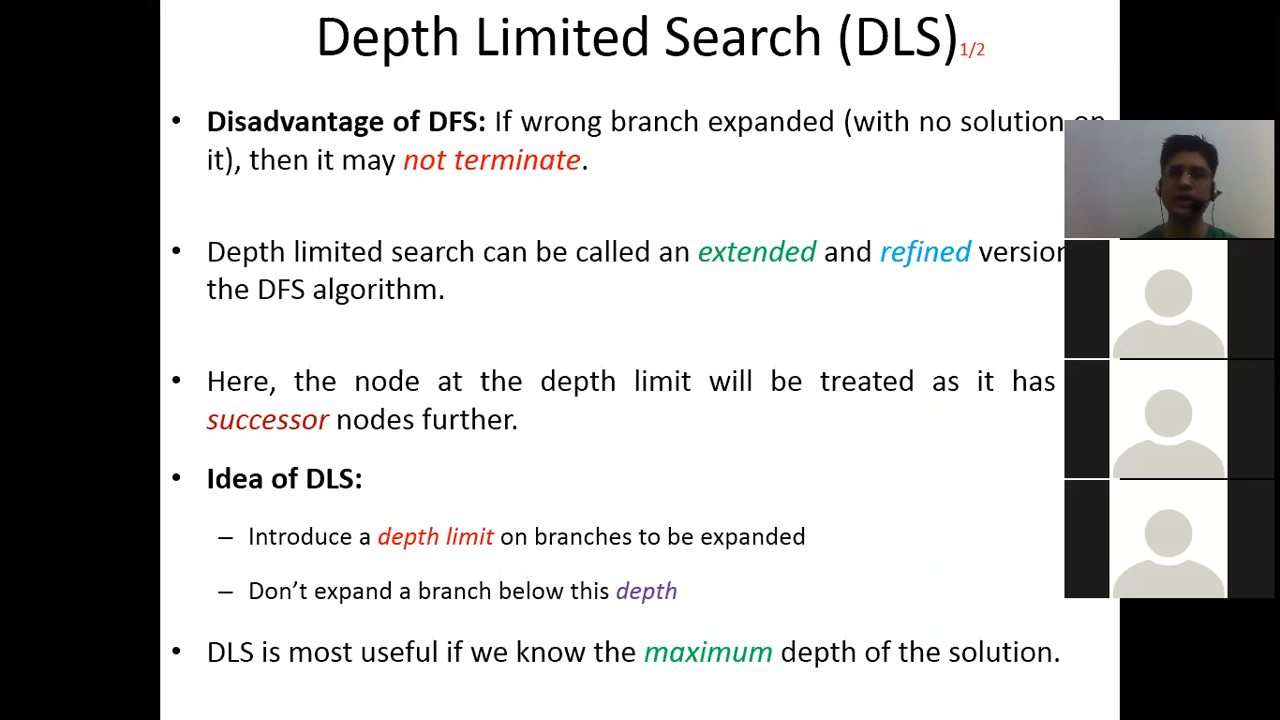 Depth Limited Search (DLS)1/2
• Disadvantage of DFS: If wrong branch expanded (with no solution on
it), then it may not terminate.
• Depth limited search can be called an extended and refined version
the DFS algorithm.
• Here, the node at the depth limit will be treated as it has
successor nodes further.
• Idea of DLS:
– Introduce a depth limit on branches to be expanded
– Don’t expand a branch below this depth
• DLS is most useful if we know the maximum depth of the solution.